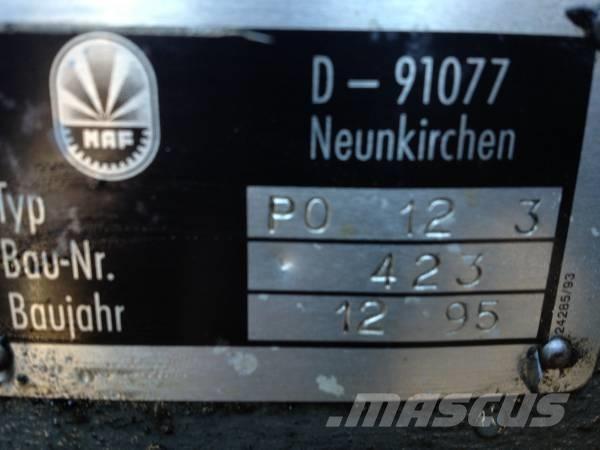 NAF
D-91077
Neunkirchen
Typ PO 12 3
Bau-Nr. 423
Baujahr 12 95
24285/93
MASCUS